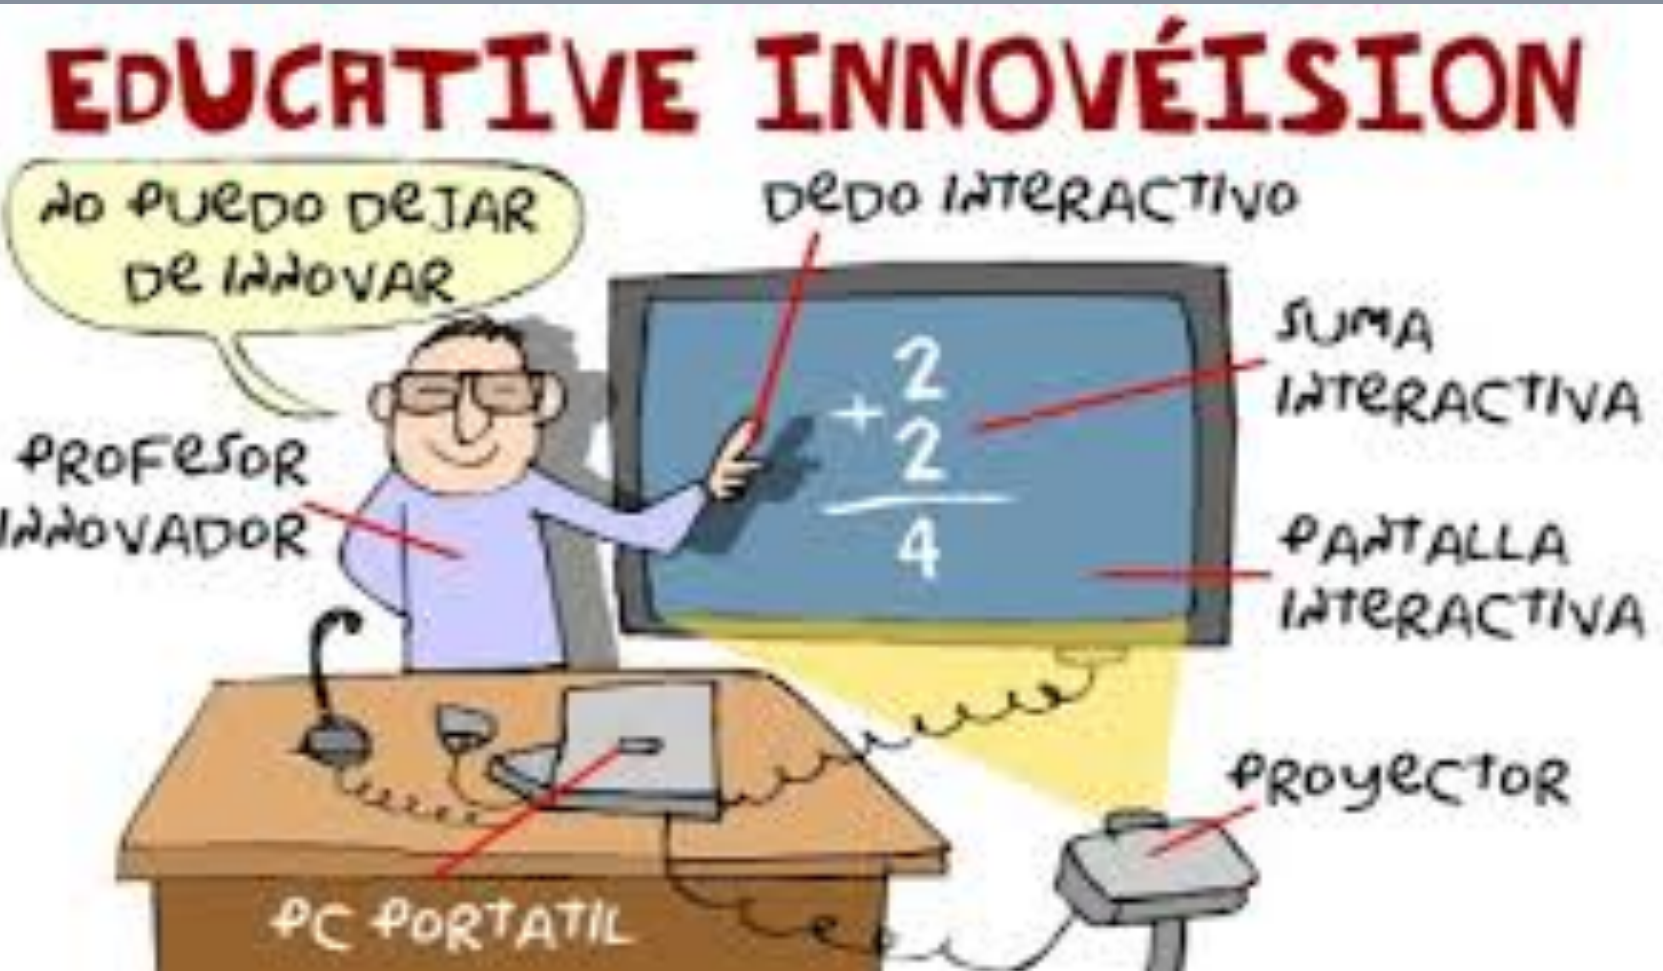 EDUCATIVE INNOVÉISION
NO PUEDO DEJAR
DE INNOVAR
DEDO INTERACTIVO
SUMA
INTERACTIVA
2
+
2
4
PROFESOR
INNOVADOR
PANTALLA
INTERACTIVA
PROYECTOR
PC PORTATIL